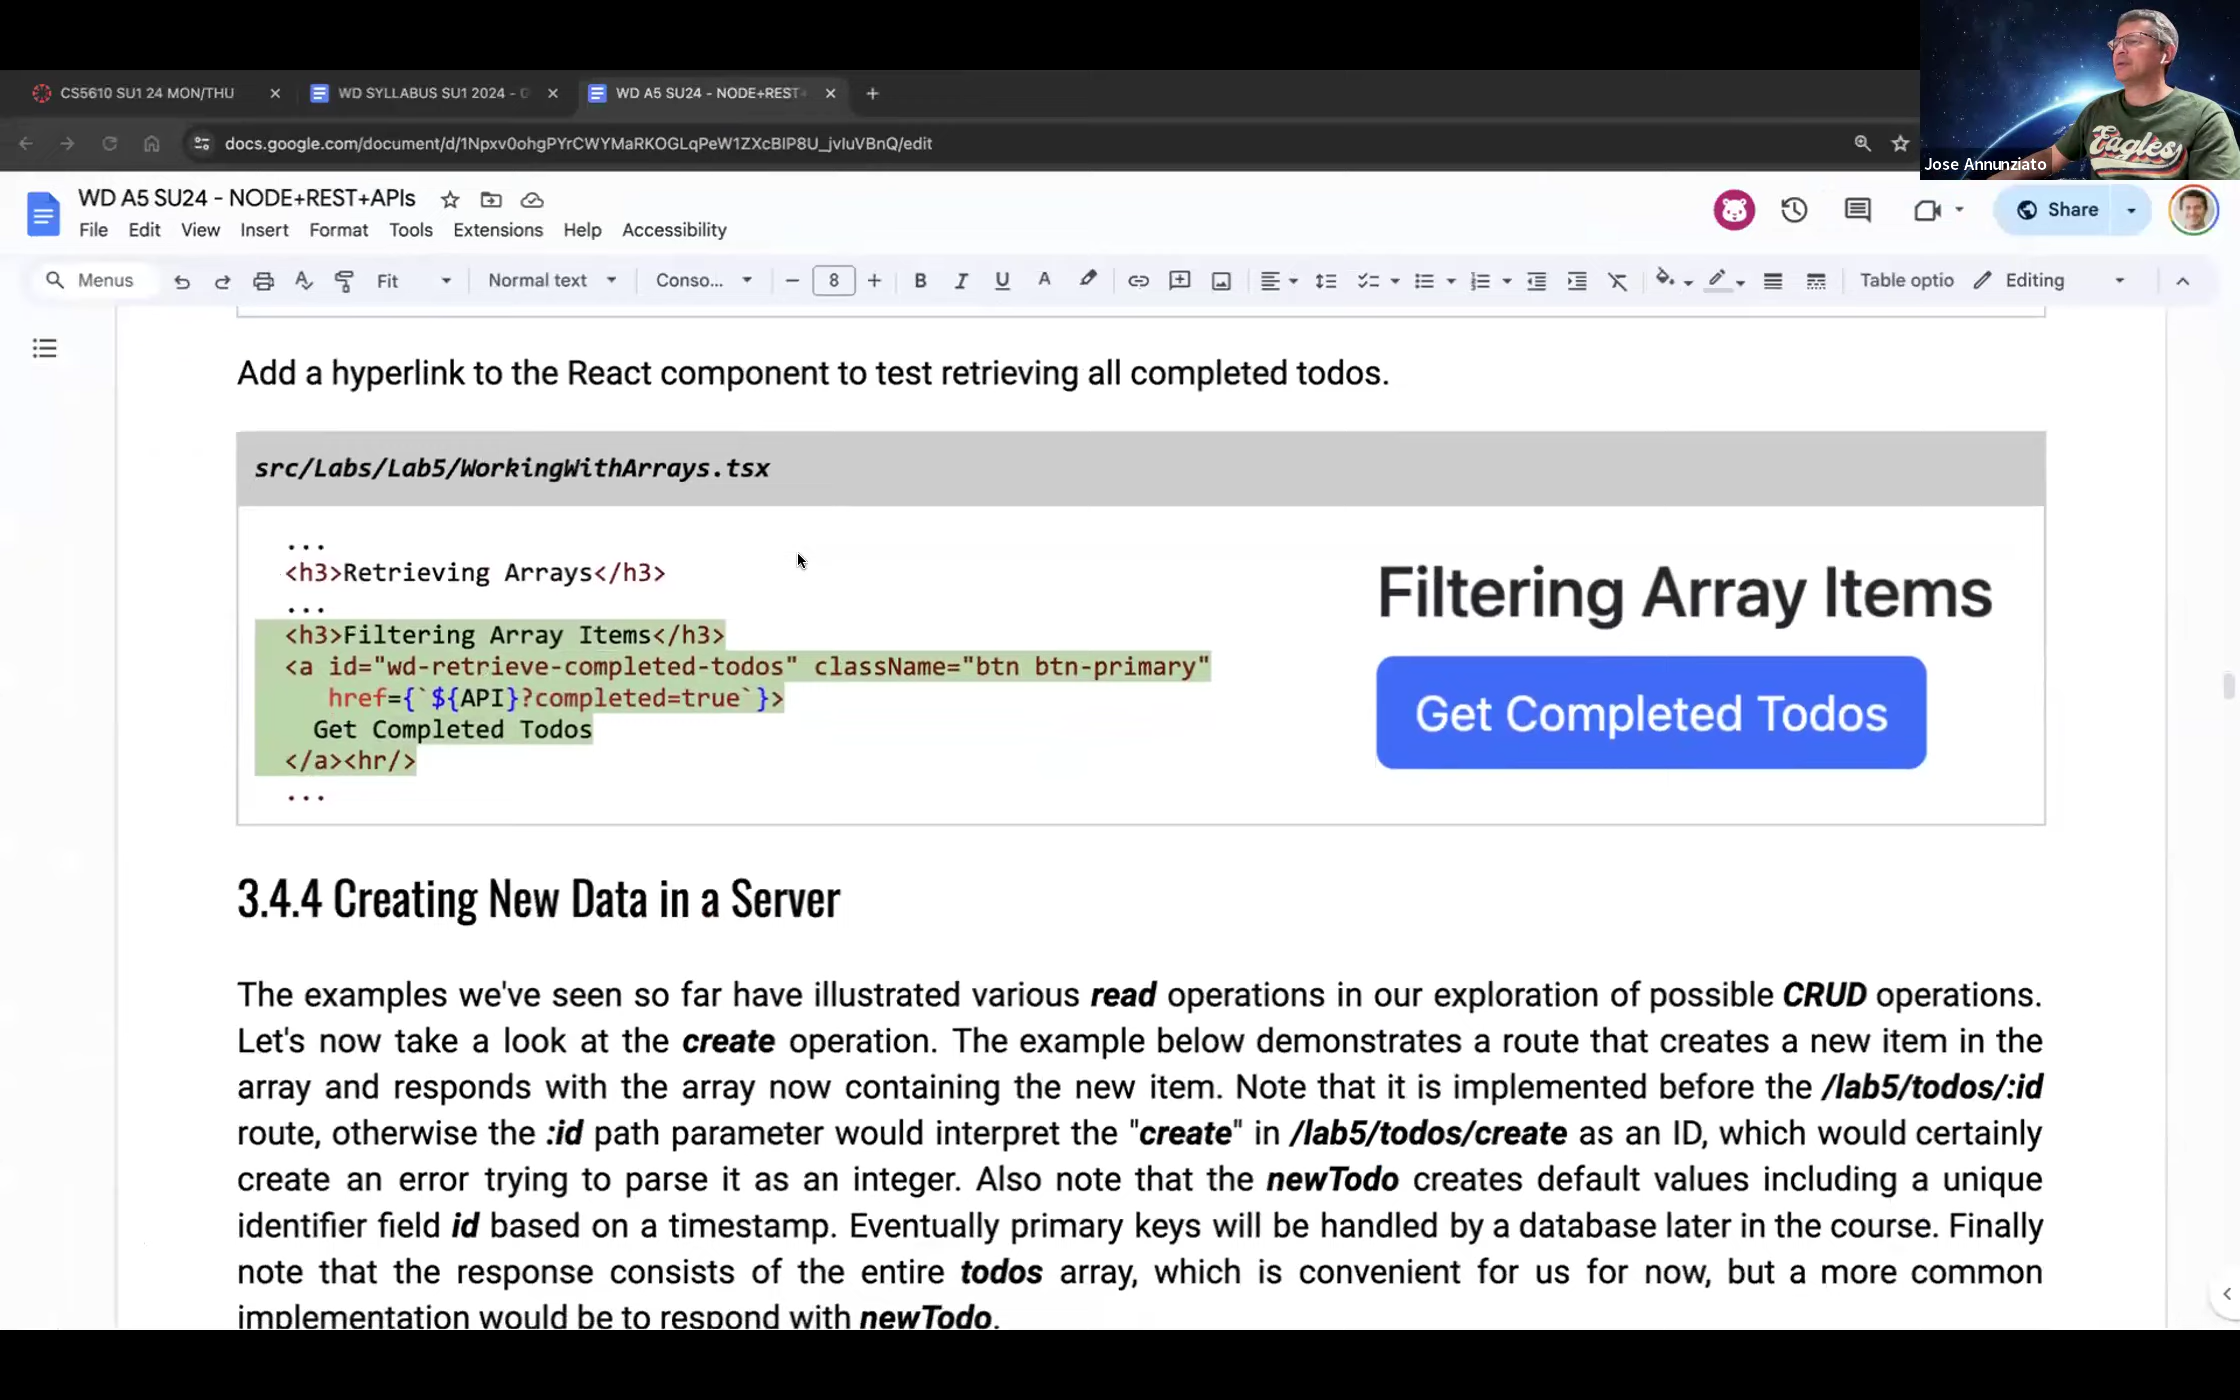 CS5610 SU1 24 MON/THU
WD SYLLABUS SU1 2024 - G
WD A5 SU24 - NODE+REST+
docs.google.com/document/d/1Npxv0ohgPYrCWYMaRKOGLqPeW1ZXcBlP8U_jvIuVBnQ/edit
Eagles
Jose Annunziato
WD A5 SU24 - NODE+REST+APIs
Share
File Edit View Insert Format Tools Extensions Help Accessibility
Menus Fit Normal text Conso... 8 B I U A Table optio Editing
Add a hyperlink to the React component to test retrieving all completed todos.
src/Labs/Lab5/WorkingWithArrays.tsx
...
<h3>Retrieving Arrays</h3>
...
<h3>Filtering Array Items</h3>
<a id="wd-retrieve-completed-todos" className="btn btn-primary"
href={`${API}?completed=true`}>
Get Completed Todos
</a><hr/>
...
Filtering Array Items
Get Completed Todos
3.4.4 Creating New Data in a Server
The examples we've seen so far have illustrated various read operations in our exploration of possible CRUD operations.
Let's now take a look at the create operation. The example below demonstrates a route that creates a new item in the
array and responds with the array now containing the new item. Note that it is implemented before the /lab5/todos/:id
route, otherwise the :id path parameter would interpret the "create" in /lab5/todos/create as an ID, which would certainly
create an error trying to parse it as an integer. Also note that the newTodo creates default values including a unique
identifier field id based on a timestamp. Eventually primary keys will be handled by a database later in the course. Finally
note that the response consists of the entire todos array, which is convenient for us for now, but a more common
implementation would be to respond with newTodo.